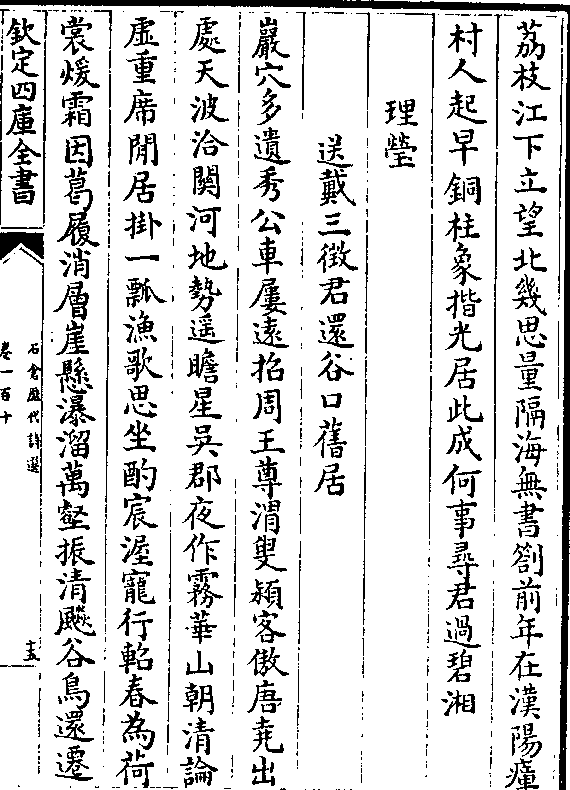 荔枝江下立望北幾思量隔海無書劄前年在漢陽瘴
村人起早銅柱象揩光居此成何事尋君過碧湘
理瑩
送戴三徵君還谷口舊居
巖穴多遺秀公車屢遠招周王尊渭叟潁客傲唐堯出
處天波洽關河地勢遥瞻星吳郡夜作霧華山朝清論
虛重席閒居掛一瓢漁歌思坐酌宸渥寵行軺春為荷
裳煖霜因葛履消層崖懸瀑溜萬壑振清飈谷鳥還遷
欽定四庫全書
石倉歷代詩選
卷一百十
十五